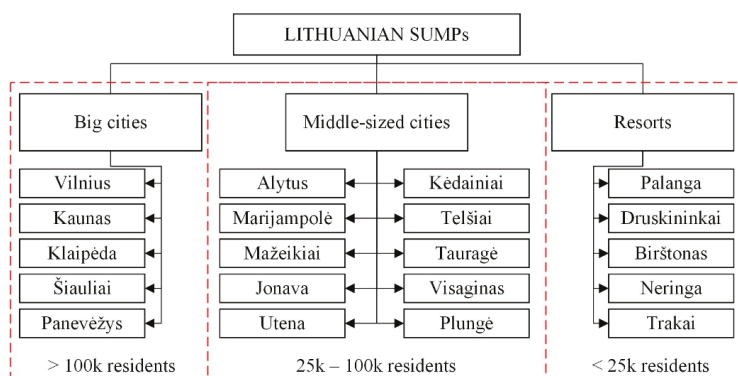 LITHUANIAN SUMPs
Big cities
Middle-sized cities
Resorts
Vilnius
Kaunas
Klaipėda
Šiauliai
Panevėžys
Alytus
Marijampolė
Mažeikiai
Jonava
Utena
Kėdainiai
Telšiai
Tauragė
Visaginas
Plungė
Palanga
Druskininkai
Birštonas
Neringa
Trakai
> 100k residents
25k – 100k residents
< 25k residents